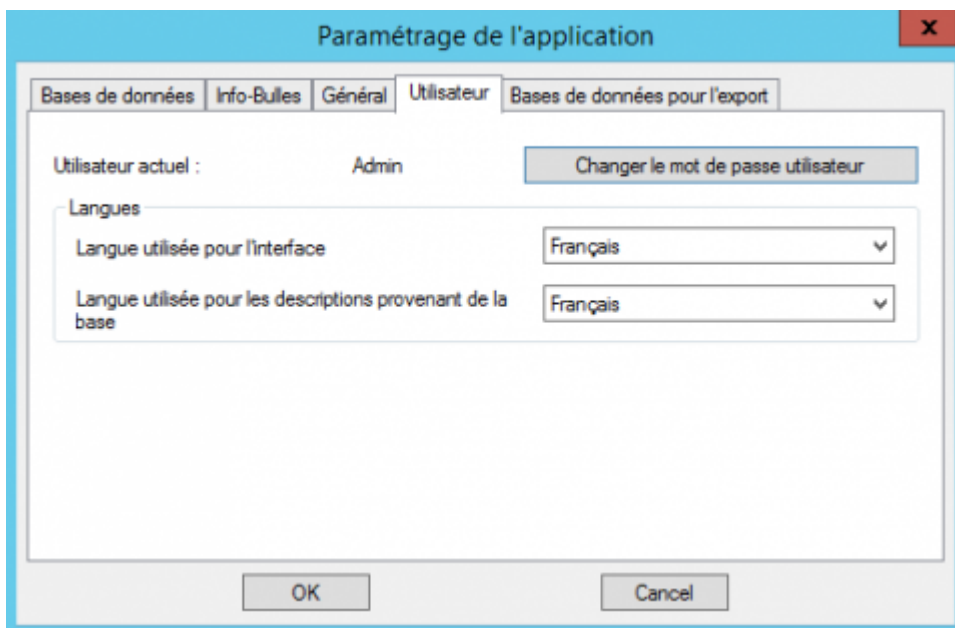 Paramétrage de l'application
x
Bases de données Info-Bulles Général Utilisateur Bases de données pour l'export
Utilisateur actuel : Admin Changer le mot de passe utilisateur
Langues
Langue utilisée pour l'interface Français
Langue utilisée pour les descriptions provenant de la
base
Français
OK Cancel